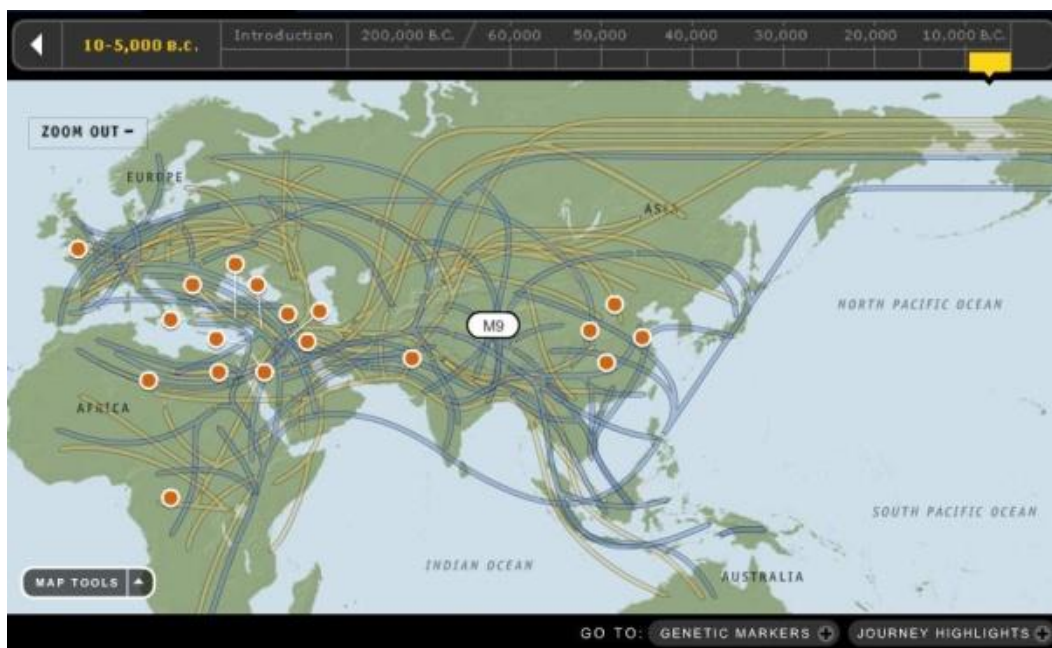 10-5,000 B.C.
Introduction 200,000 B.C. 60,000 50,000 40,000 30,000 20,000 10,000 B.C.
ZOOM OUT –
EUROPE
ASIA
M9
NORTH PACIFIC OCEAN
AFRICA
SOUTH PACIFIC OCEAN
INDIAN OCEAN
AUSTRALIA
MAP TOOLS
GO TO: GENETIC MARKERS + JOURNEY HIGHLIGHTS +